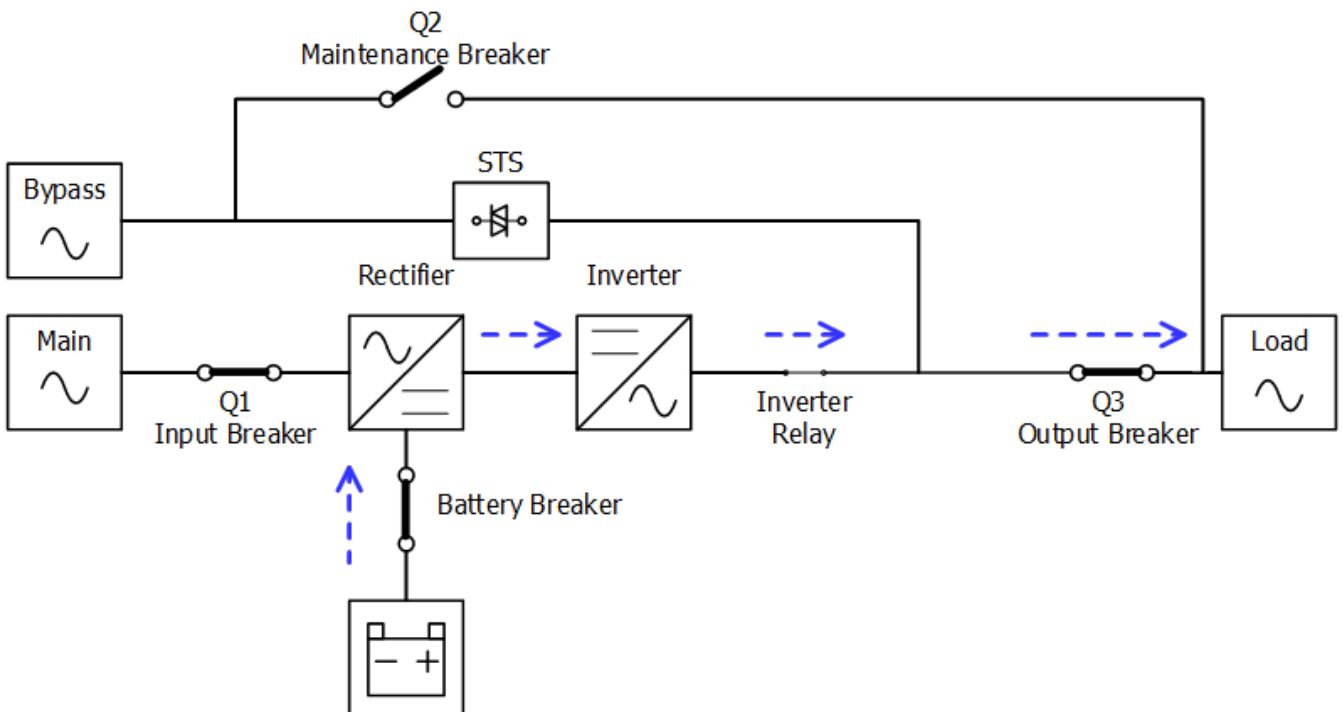 Q2
Maintenance Breaker
STS
Bypass
Rectifier
Inverter
Main
Load
Q1
Input Breaker
Inverter
Relay
Q3
Output Breaker
Battery Breaker